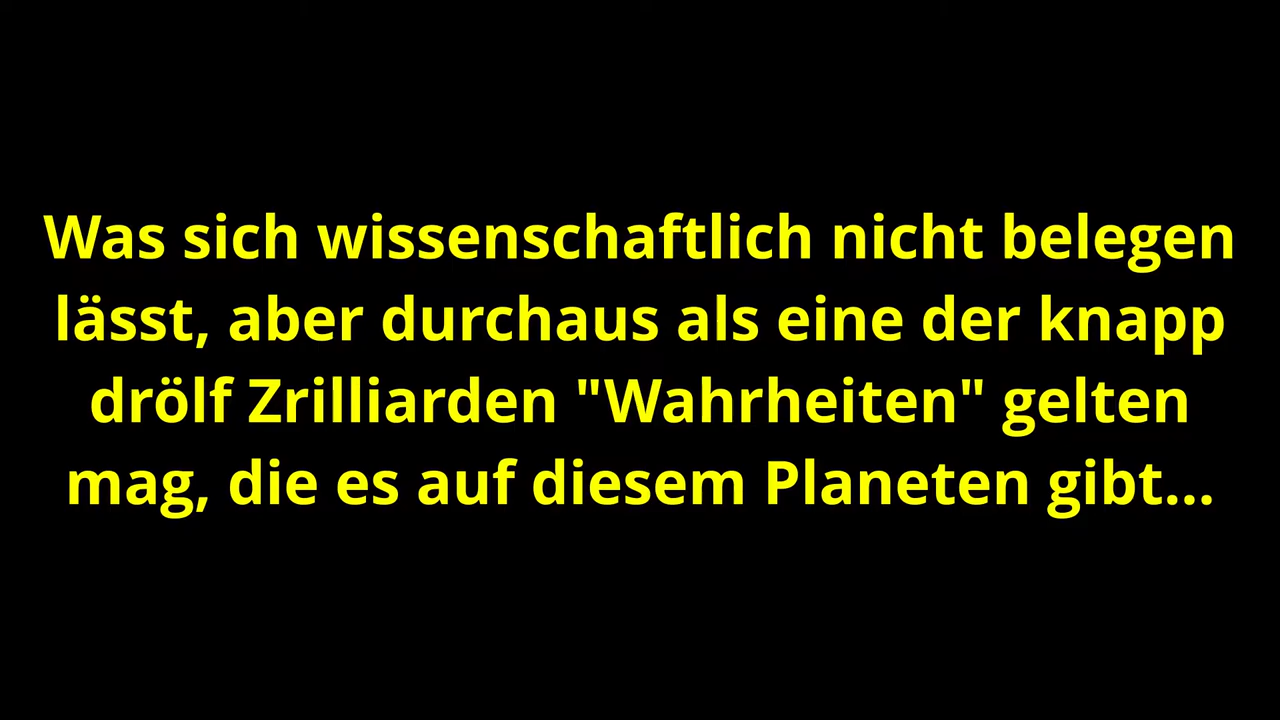 Was sich wissenschaftlich nicht belegen
lässt, aber durchaus als eine der knapp
drölf Zrilliarden "Wahrheiten" gelten
mag, die es auf diesem Planeten gibt...